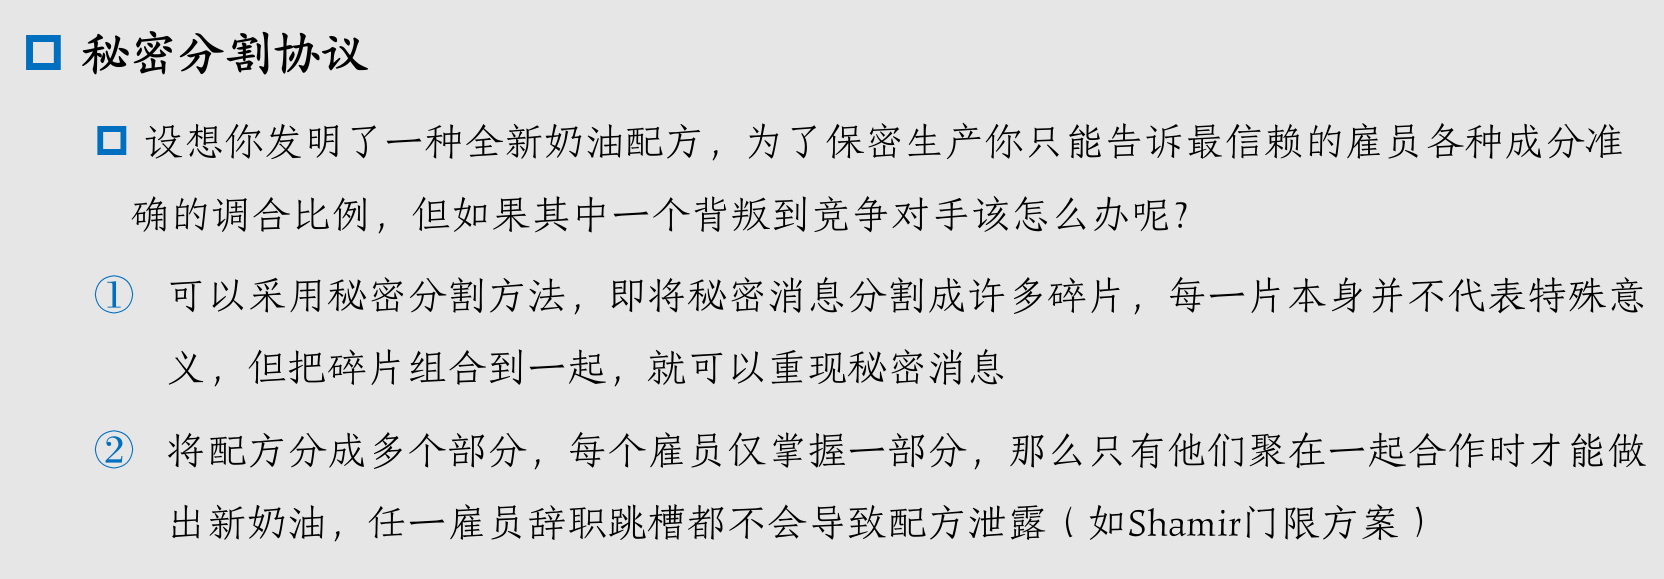 秘密分割协议
设想你发明了一种全新奶油配方，为了保密生产你只能告诉最信赖的雇员各种成分准
确的调合比例，但如果其中一个背叛到竞争对手该怎么办呢？
① 可以采用秘密分割方法，即将秘密消息分割成许多碎片，每一片本身并不代表特殊意
义，但把碎片组合到一起，就可以重现秘密消息
② 将配方分成多个部分，每个雇员仅掌握一部分，那么只有他们聚在一起合作时才能做
出新奶油，任一雇员辞职跳槽都不会导致配方泄露（如Shamir门限方案）